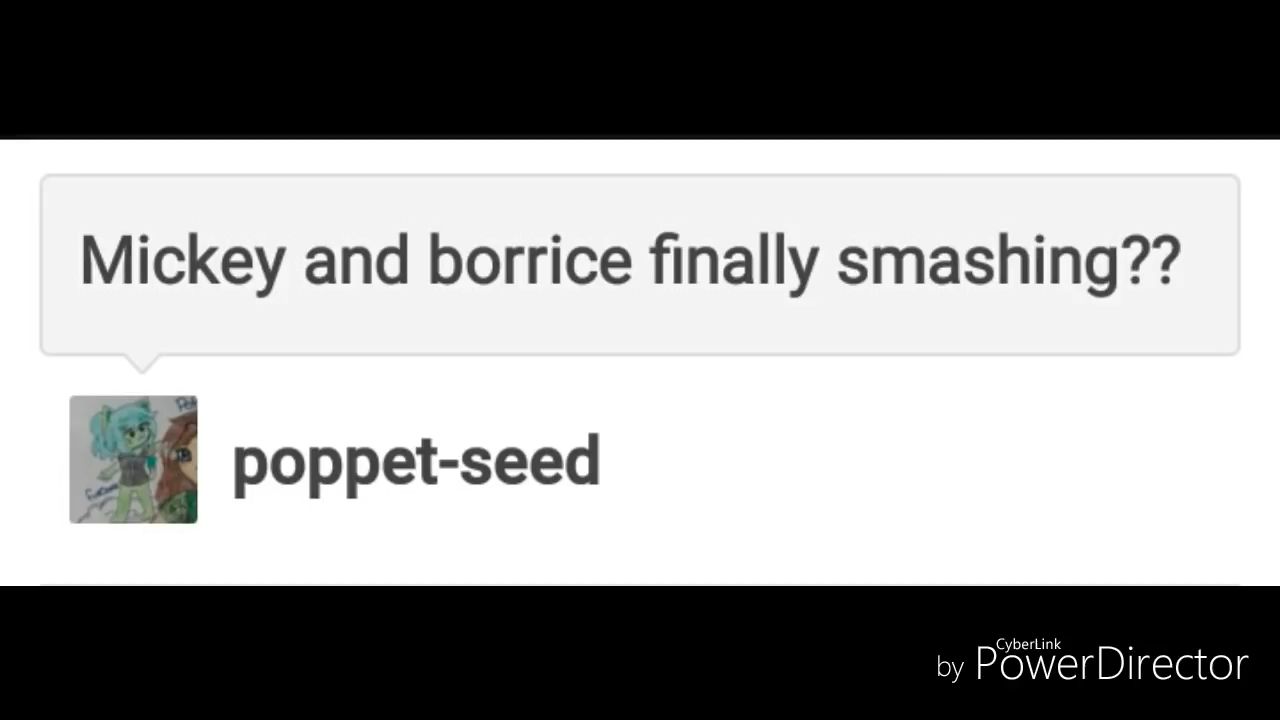 Mickey and borrice finally smashing??
poppet-seed
CyberLink
by PowerDirector